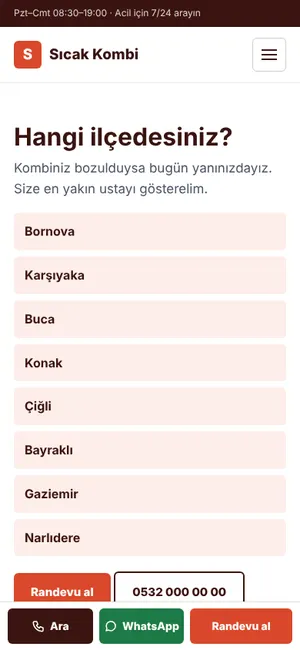 Pzt–Cmt 08:30–19:00 · Acil için 7/24 arayın
S Sıcak Kombi
Hangi ilçedesiniz?
Kombiniz bozulduysa bugün yanınızdayız.
Size en yakın ustayı gösterelim.
Bornova
Karşıyaka
Buca
Konak
Çiğli
Bayraklı
Gaziemir
Narlıdere
Randevu al 0532 000 00 00
Ara WhatsApp Randevu al